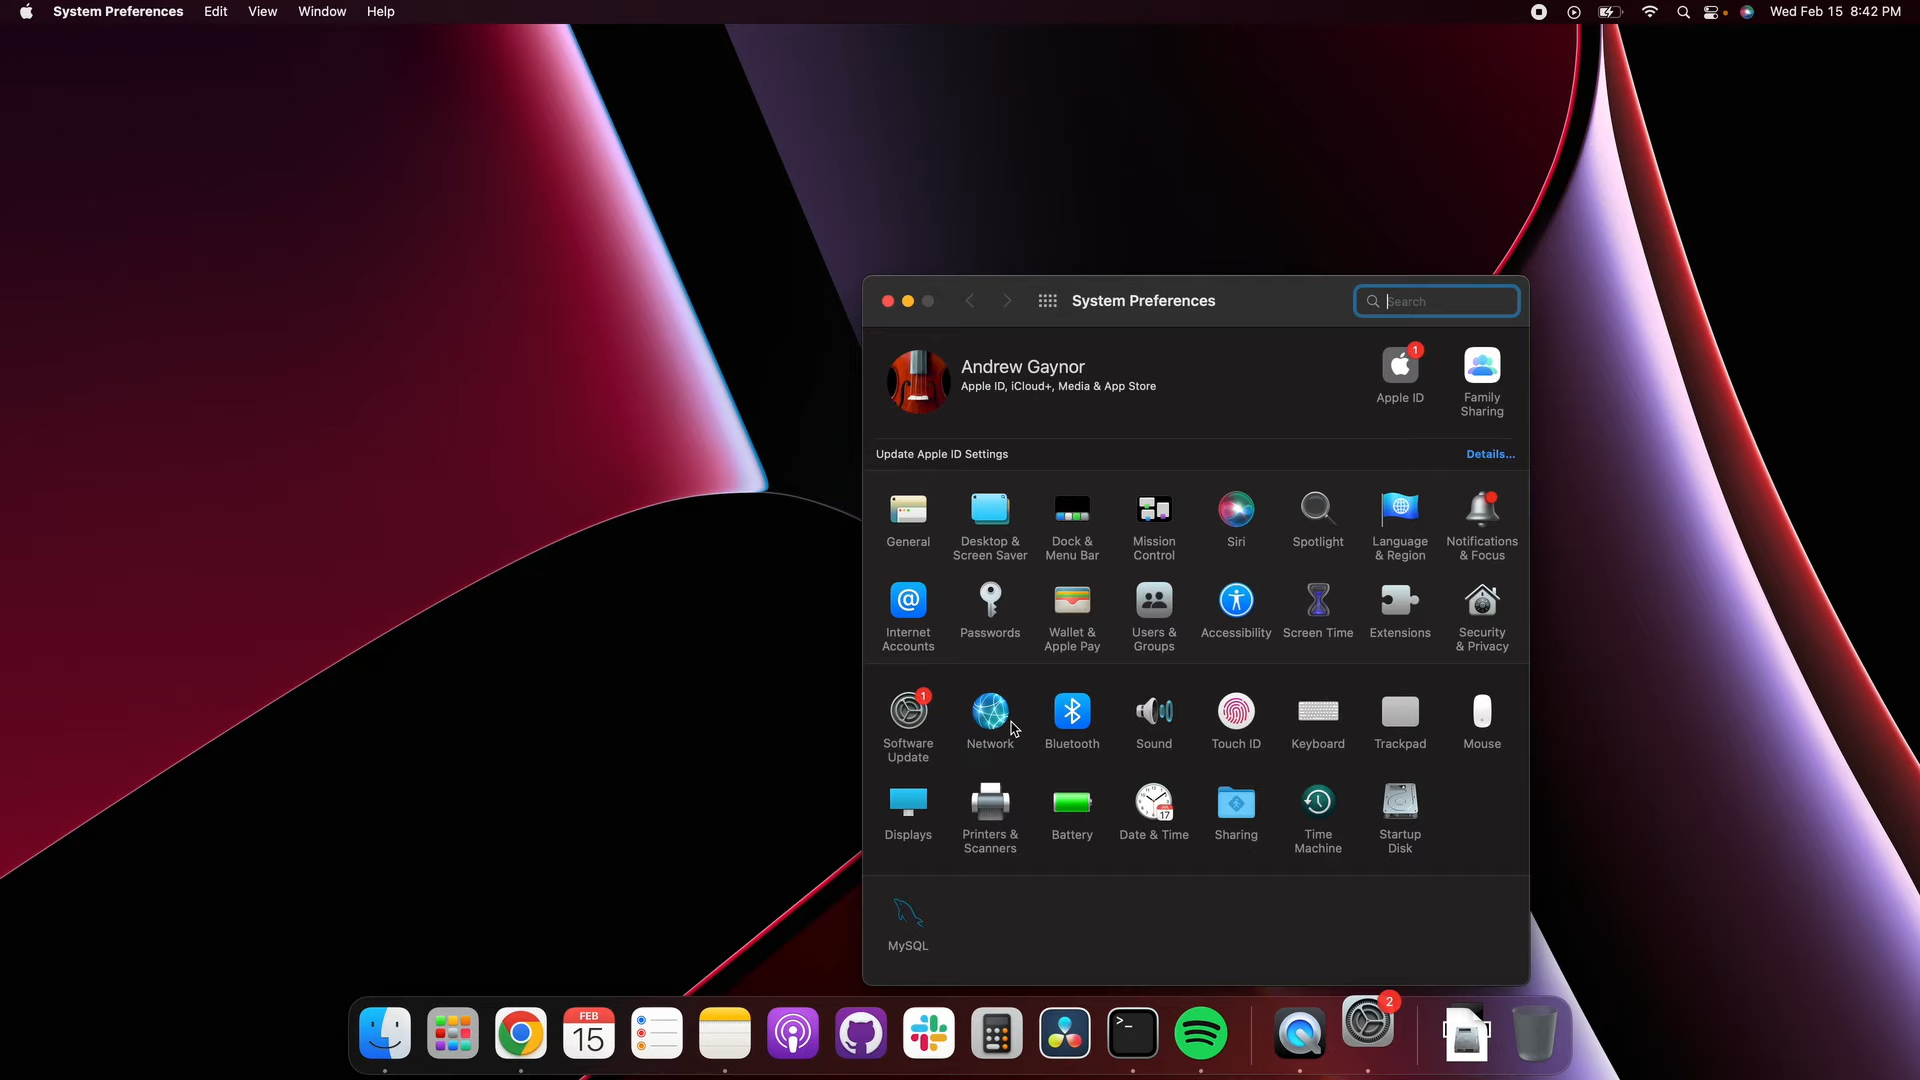 System Preferences Edit View Window Help
Wed Feb 15 8:42 PM
System Preferences
Search
Andrew Gaynor
Apple ID, iCloud+, Media & App Store
1
Apple ID
Family
Sharing
Update Apple ID Settings
Details...
General
Desktop &
Screen Saver
Dock &
Menu Bar
Mission
Control
Siri
Spotlight
Language
& Region
Notifications
& Focus
@
Internet
Accounts
Passwords
Wallet &
Apple Pay
Users &
Groups
Accessibility
Screen Time
Extensions
Security
& Privacy
1
Software
Update
Network
Bluetooth
Sound
Touch ID
Keyboard
Trackpad
Mouse
Displays
Printers &
Scanners
Battery
17
Date & Time
Sharing
Time
Machine
Startup
Disk
MySQL
FEB
15
>_
2